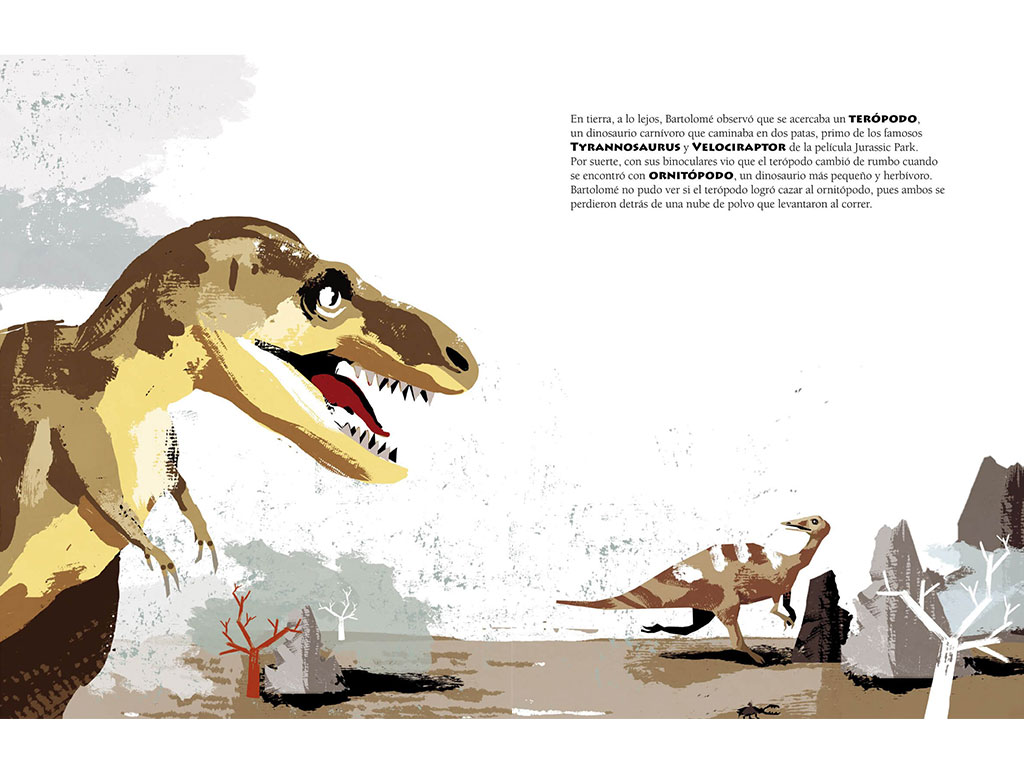 En tierra, a lo lejos, Bartolomé observó que se acercaba un TERÓPODO,
un dinosaurio carnívoro que caminaba en dos patas, primo de los famosos
TYRANNOSAURUS y VELOCIRAPTOR de la película Jurassic Park.
Por suerte, con sus binoculares vio que el terópodo cambió de rumbo cuando
se encontró con ORNITÓPODO, un dinosaurio más pequeño y herbívoro.
Bartolomé no pudo ver si el terópodo logró cazar al ornitópodo, pues ambos se
perdieron detrás de una nube de polvo que levantaron al correr.